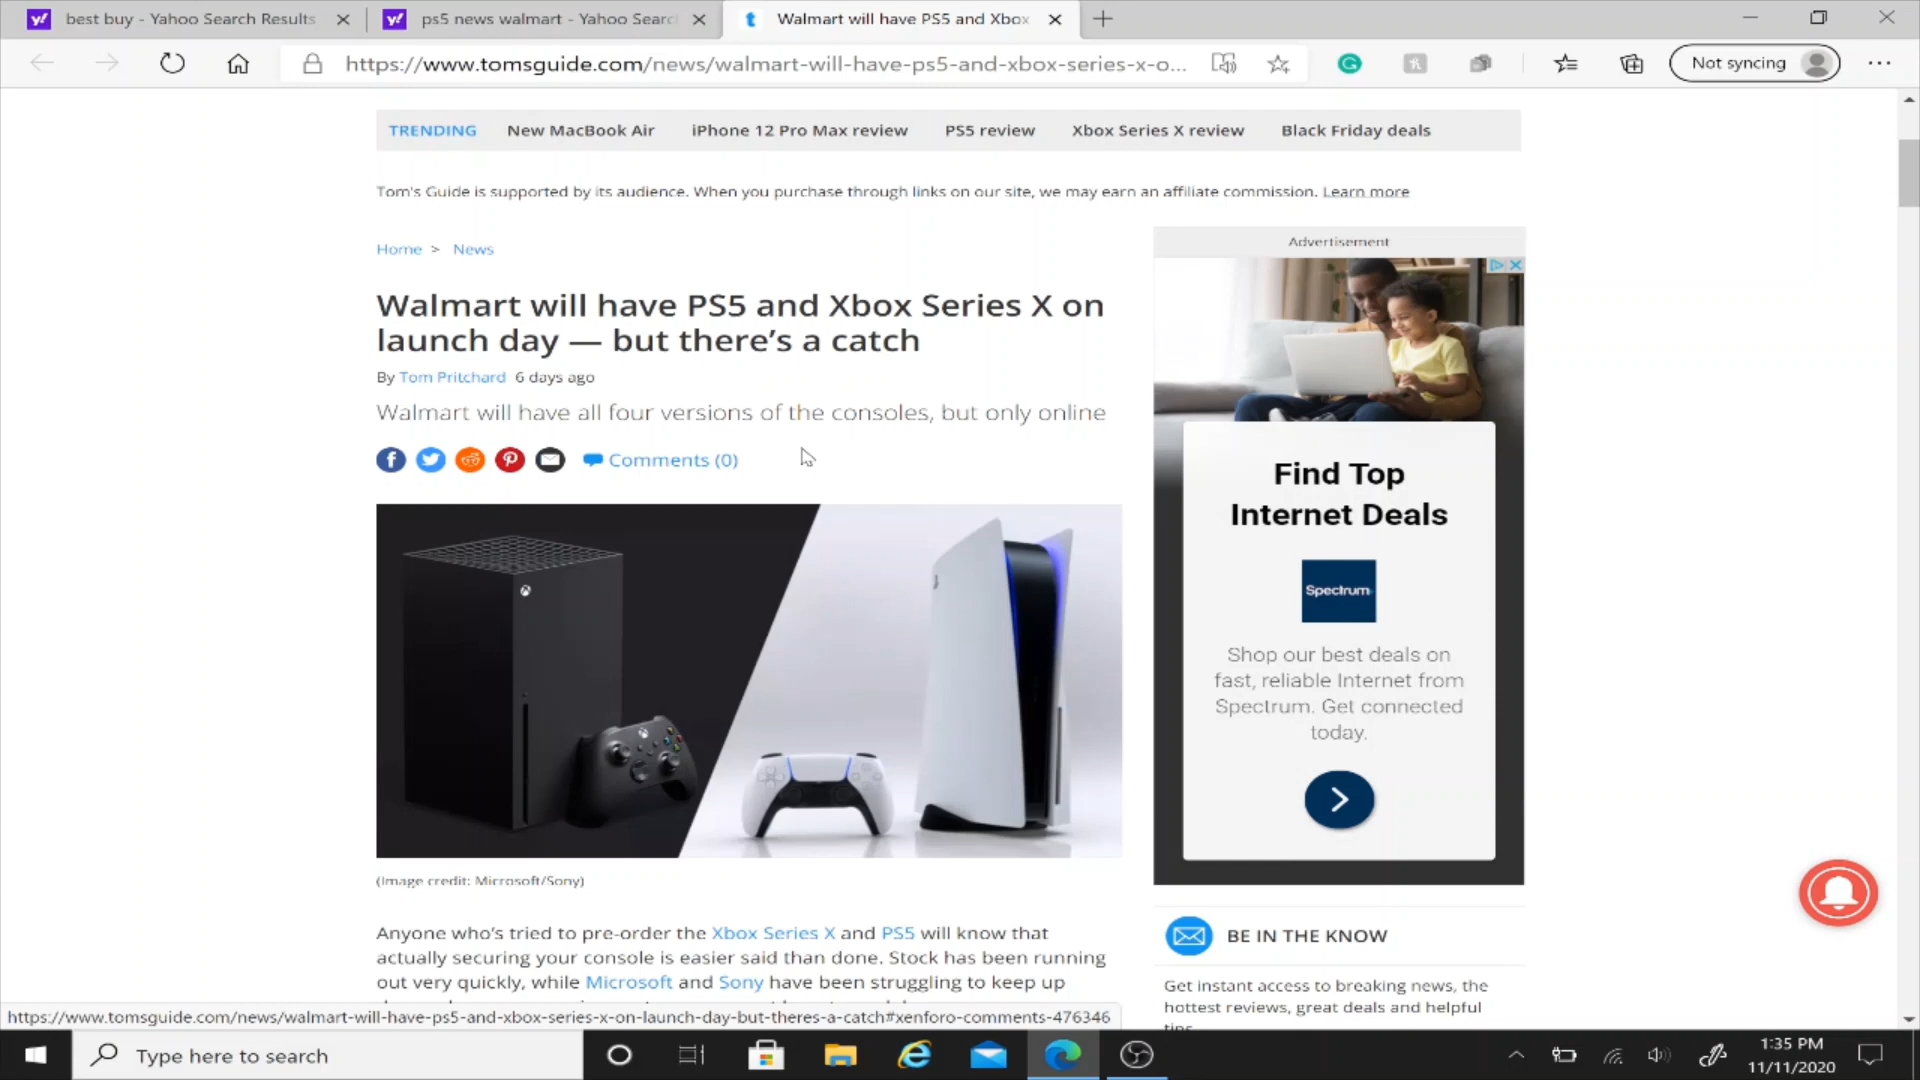 best buy - Yahoo Search Results
ps5 news walmart - Yahoo Searc
Walmart will have PS5 and Xbox
https://www.tomsguide.com/news/walmart-will-have-ps5-and-xbox-series-x-o...
Not syncing
TRENDING New MacBook Air iPhone 12 Pro Max review PS5 review Xbox Series X review Black Friday deals
Tom's Guide is supported by its audience. When you purchase through links on our site, we may earn an affiliate commission. Learn more
Home > News
Walmart will have PS5 and Xbox Series X on
launch day — but there's a catch
By Tom Pritchard 6 days ago
Walmart will have all four versions of the consoles, but only online
Comments (0)
(Image credit: Microsoft/Sony)
Anyone who's tried to pre-order the Xbox Series X and PS5 will know that
actually securing your console is easier said than done. Stock has been running
out very quickly, while Microsoft and Sony have been struggling to keep up
Advertisement
Find Top
Internet Deals
Spectrum
Shop our best deals on
fast, reliable Internet from
Spectrum. Get connected
today.
BE IN THE KNOW
Get instant access to breaking news, the
hottest reviews, great deals and helpful
tips.
https://www.tomsguide.com/news/walmart-will-have-ps5-and-xbox-series-x-on-launch-day-but-theres-a-catch#xenforo-comments-476346
Type here to search
1:35 PM
11/11/2020